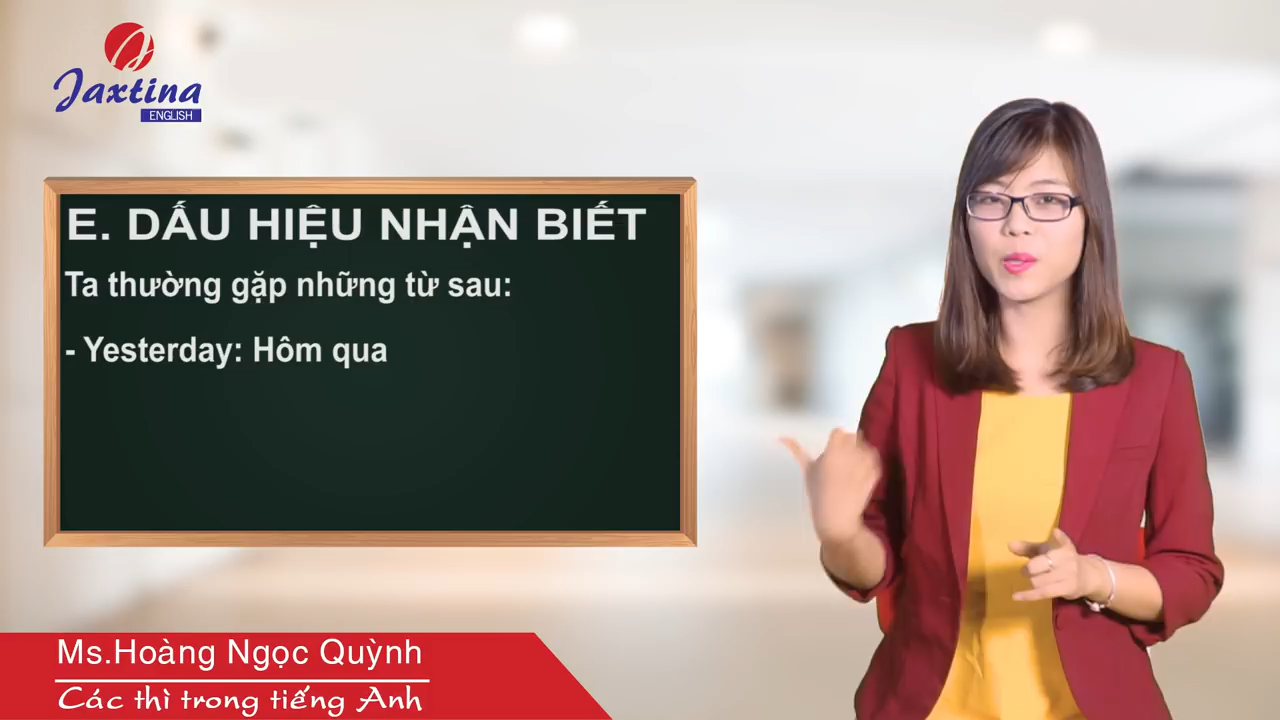 Jaxtina
ENGLISH
E. DẤU HIỆU NHẬN BIẾT
Ta thường gặp những từ sau:
- Yesterday: Hôm qua
Ms.Hoàng Ngọc Quỳnh
Các thì trong tiếng Anh